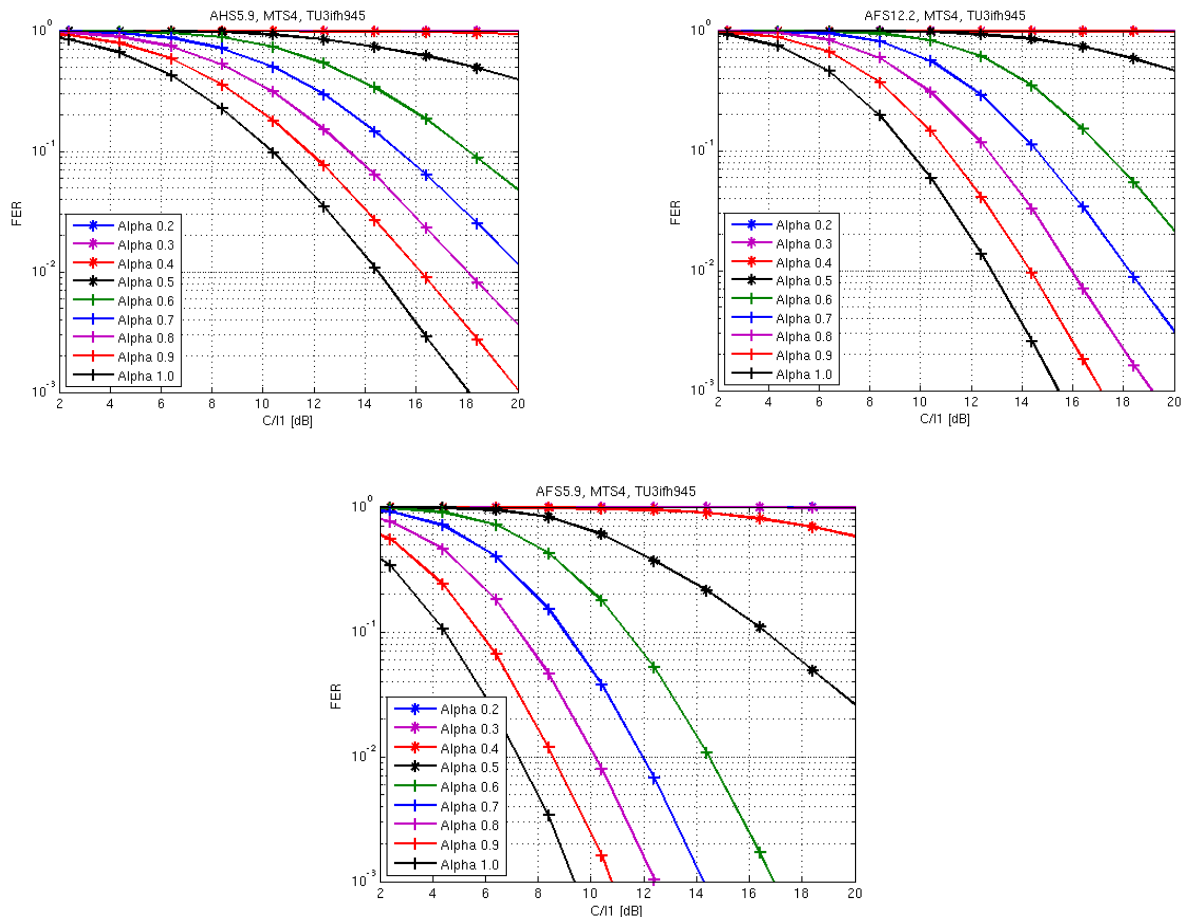 AHS5.9, MTS4, TU3ifh945
10^0
10^-1
10^-2
10^-3
FER
Alpha 0.2
Alpha 0.3
Alpha 0.4
Alpha 0.5
Alpha 0.6
Alpha 0.7
Alpha 0.8
Alpha 0.9
Alpha 1.0
2 4 6 8 10 12 14 16 18 20
C/I1 [dB]
AFS12.2, MTS4, TU3ifh945
10^0
10^-1
10^-2
10^-3
FER
Alpha 0.2
Alpha 0.3
Alpha 0.4
Alpha 0.5
Alpha 0.6
Alpha 0.7
Alpha 0.8
Alpha 0.9
Alpha 1.0
2 4 6 8 10 12 14 16 18 20
C/I1 [dB]
AFS5.9, MTS4, TU3ifh945
10^0
10^-1
10^-2
10^-3
FER
Alpha 0.2
Alpha 0.3
Alpha 0.4
Alpha 0.5
Alpha 0.6
Alpha 0.7
Alpha 0.8
Alpha 0.9
Alpha 1.0
2 4 6 8 10 12 14 16 18 20
C/I1 [dB]